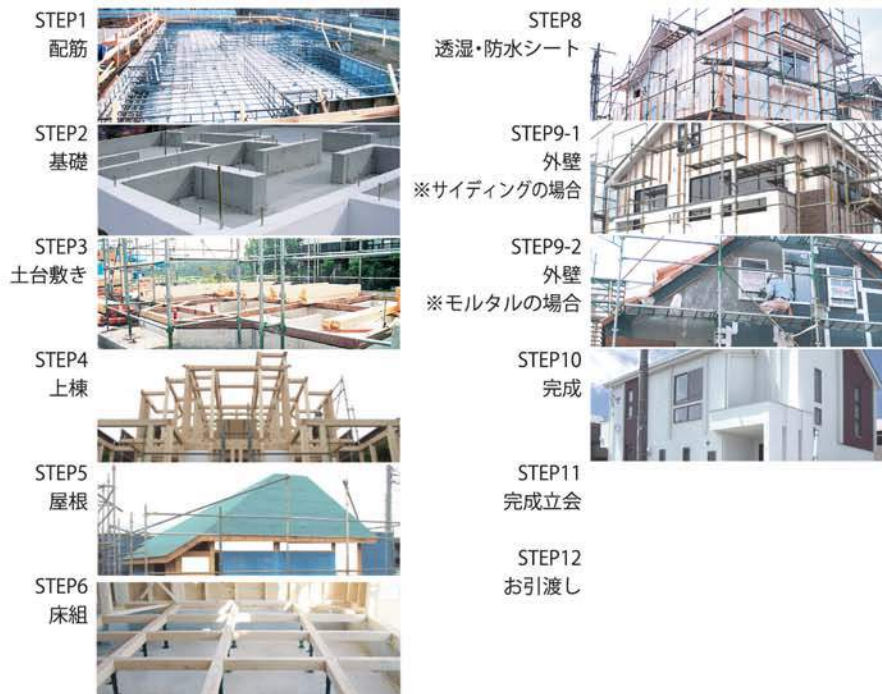 STEP1
配筋
STEP2
基礎
STEP3
土台敷き
STEP4
上棟
STEP5
屋根
STEP6
床組
STEP8
透湿・防水シート
STEP9-1
外壁
※サイディングの場合
STEP9-2
外壁
※モルタルの場合
STEP10
完成
STEP11
完成立会
STEP12
お引渡し